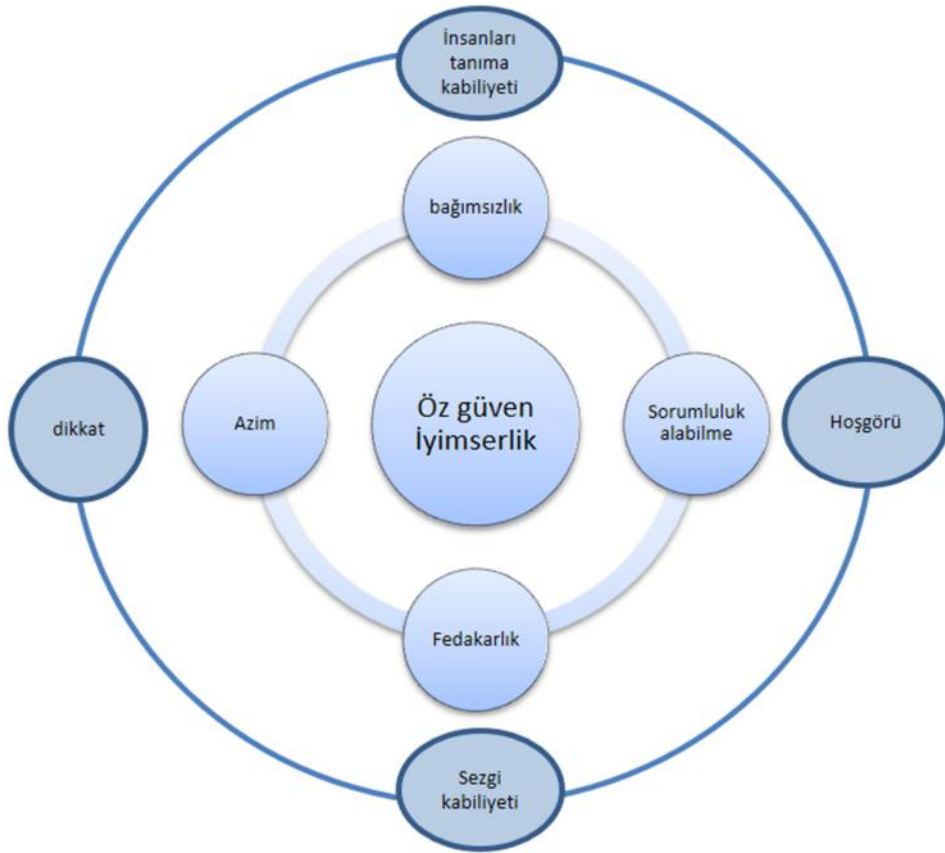 İnsanları
tanıma
kabiliyeti
bağımsızlık
dikkat
Azim
Öz güven
İyimserlik
Sorumluluk
alabilme
Hoşgörü
Fedakarlık
Sezgi
kabiliyeti